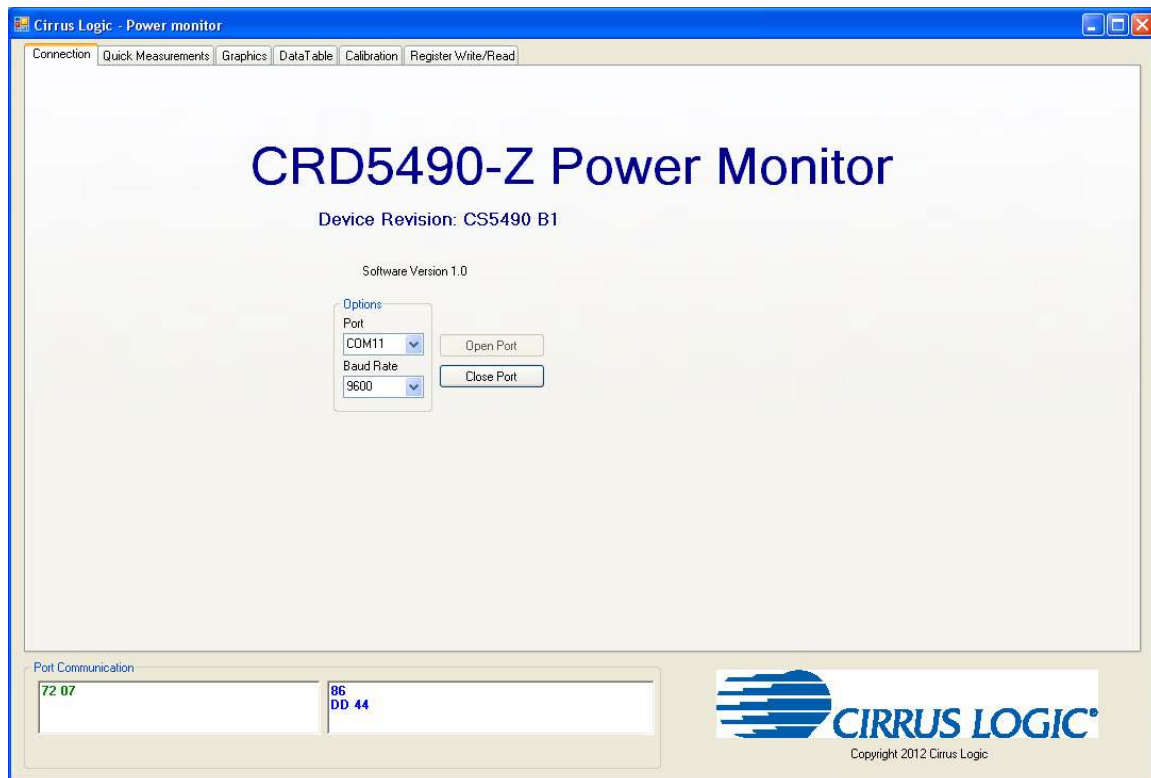 Cirrus Logic - Power monitor
Connection Quick Measurements Graphics DataTable Calibration Register Write/Read
CRD5490-Z Power Monitor
Device Revision: CS5490 B1
Software Version 1.0
Options
Port
COM11
Open Port
Baud Rate
Close Port
9600
Port Communication
72 07
86
DD 44
CIRRUS LOGIC®
Copyright 2012 Cirrus Logic